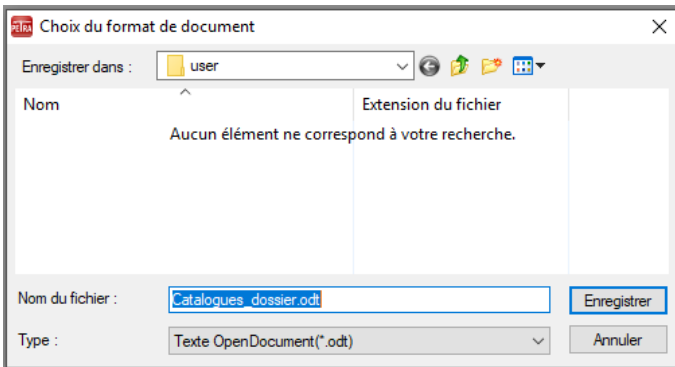 PETRA Choix du format de document
Enregistrer dans : user
Nom Extension du fichier
Aucun élément ne correspond à votre recherche.
Nom du fichier : Catalogues_dossier.odt Enregistrer
Type : Texte OpenDocument(*.odt) Annuler